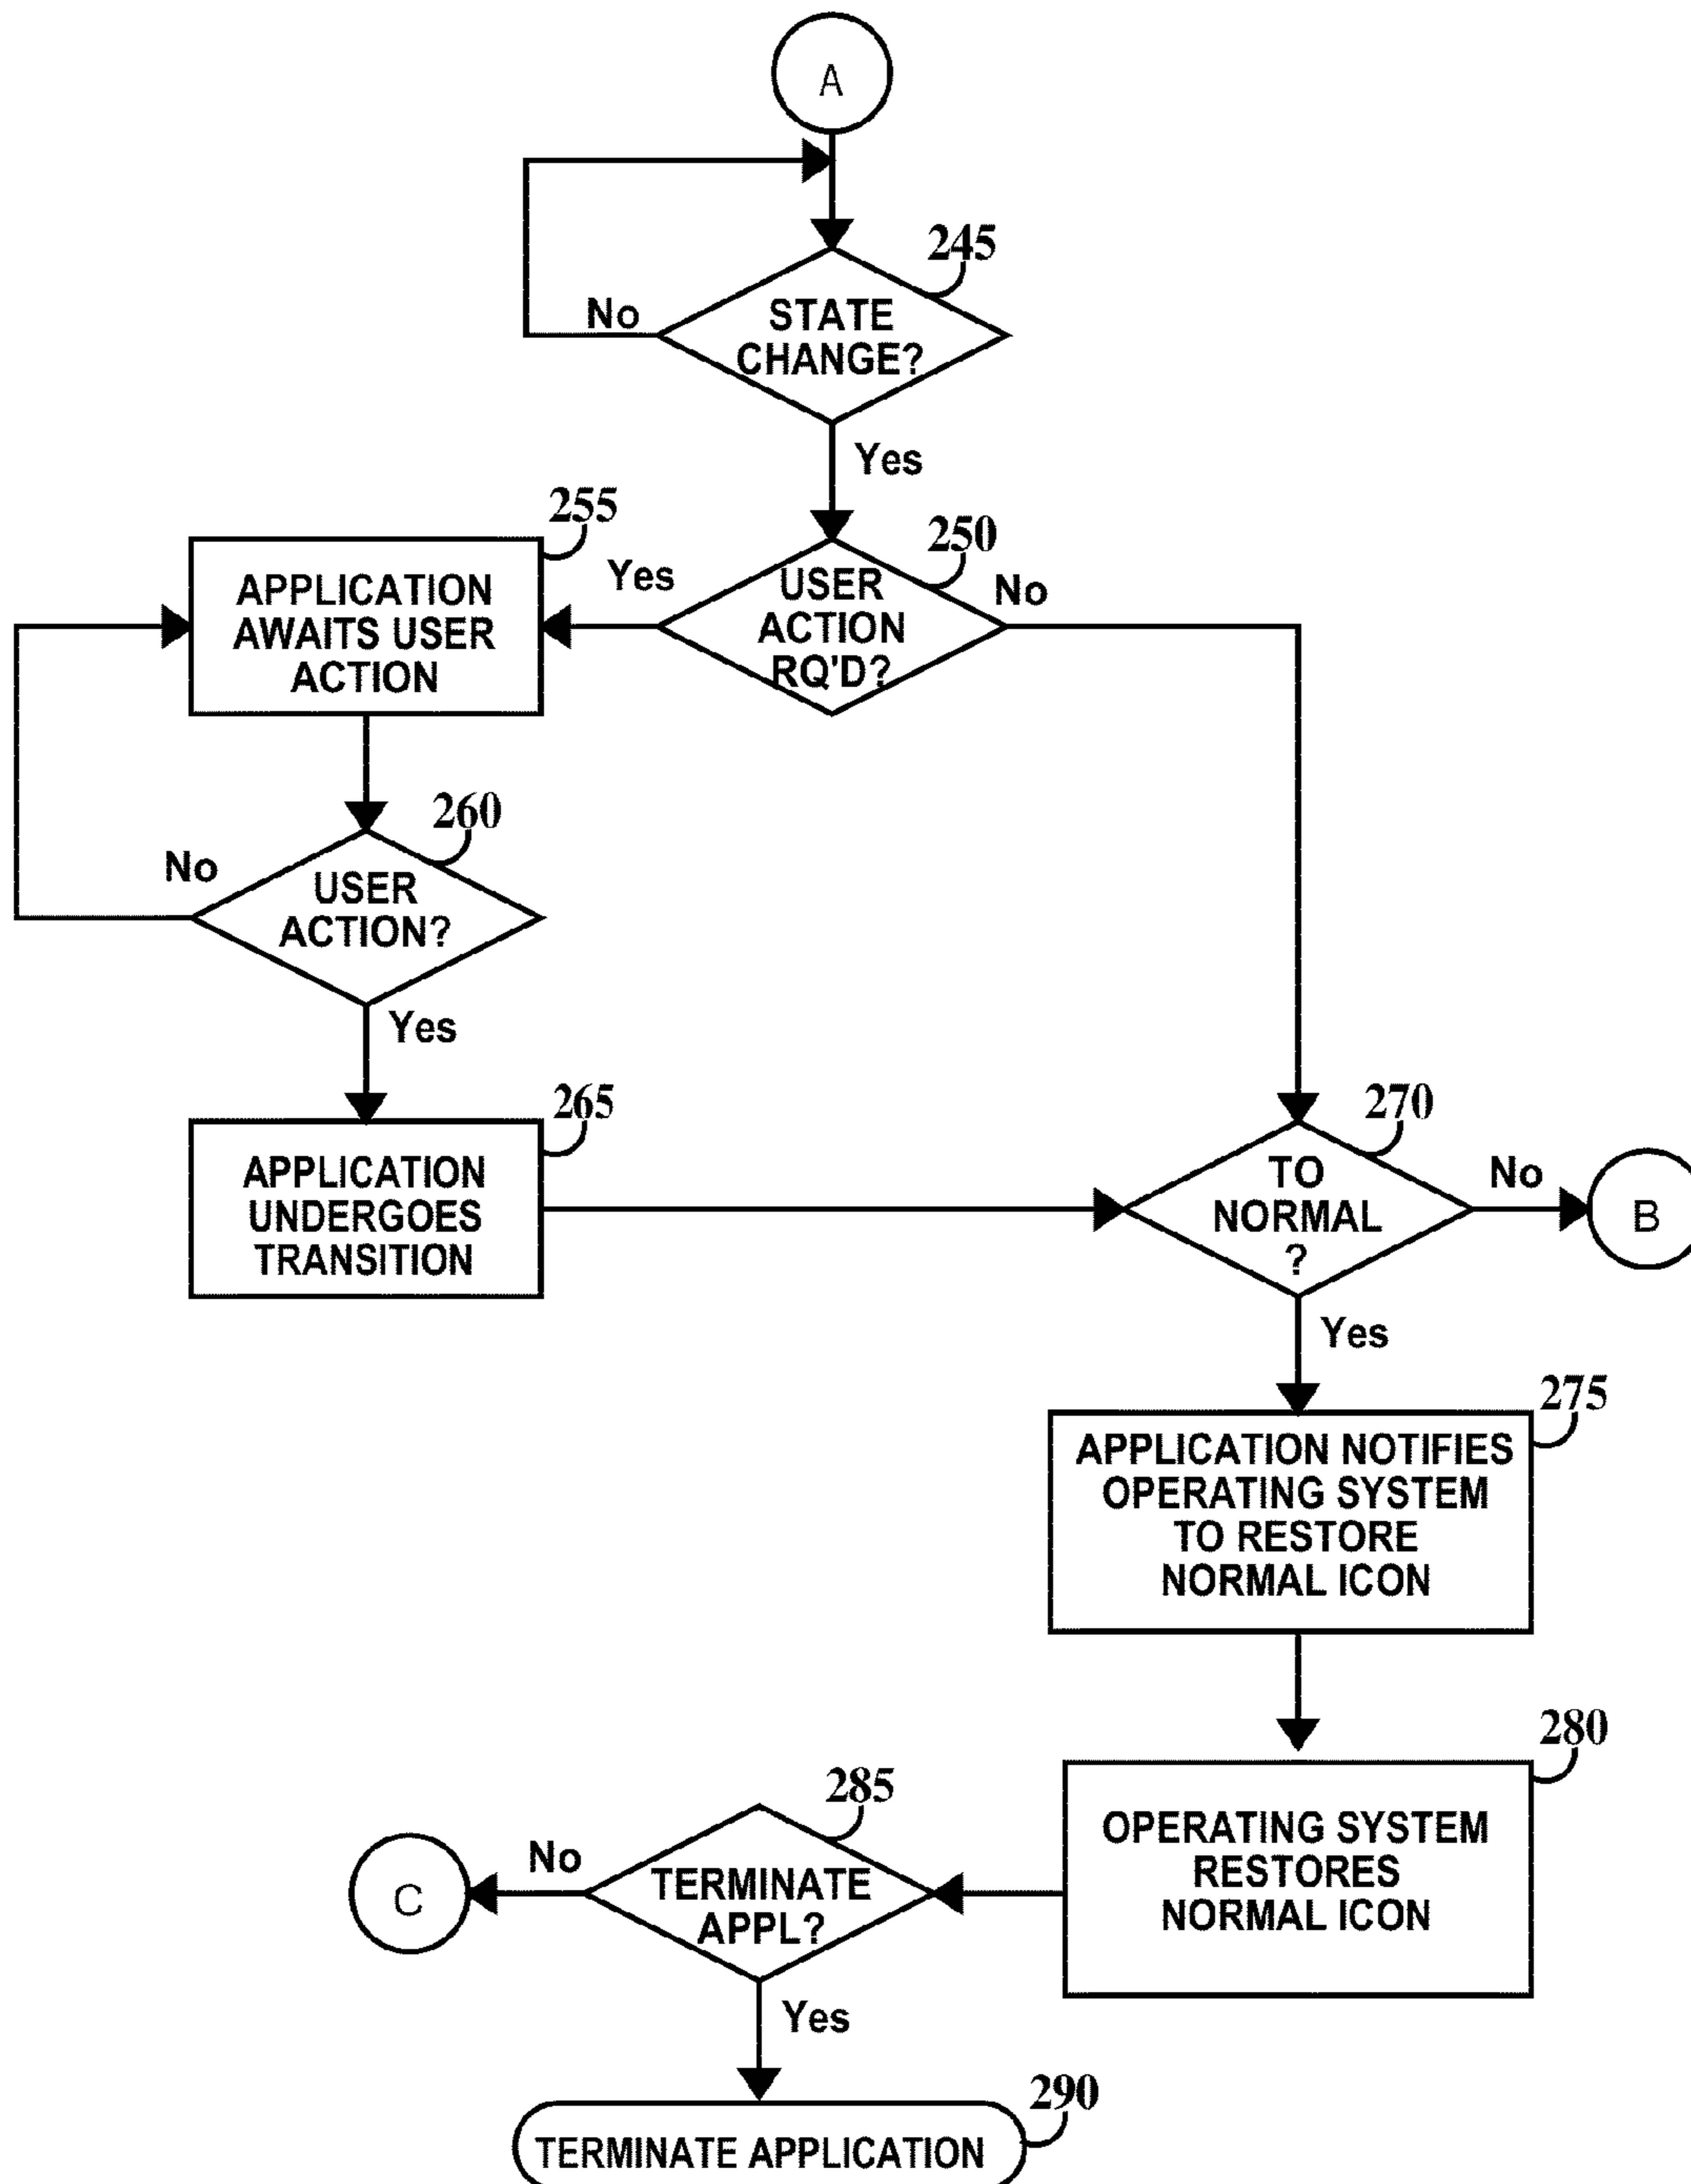 A
245
No
STATE
CHANGE?
Yes
255
250
Yes
No
APPLICATION
AWAITS USER
ACTION
USER
ACTION
RQ'D?
260
No
USER
ACTION?
Yes
265
270
APPLICATION
UNDERGOES
TRANSITION
TO
NORMAL
?
No
B
Yes
275
APPLICATION NOTIFIES
OPERATING SYSTEM
TO RESTORE
NORMAL ICON
280
285
OPERATING SYSTEM
RESTORES
NORMAL ICON
No
C
TERMINATE
APPL?
Yes
290
TERMINATE APPLICATION